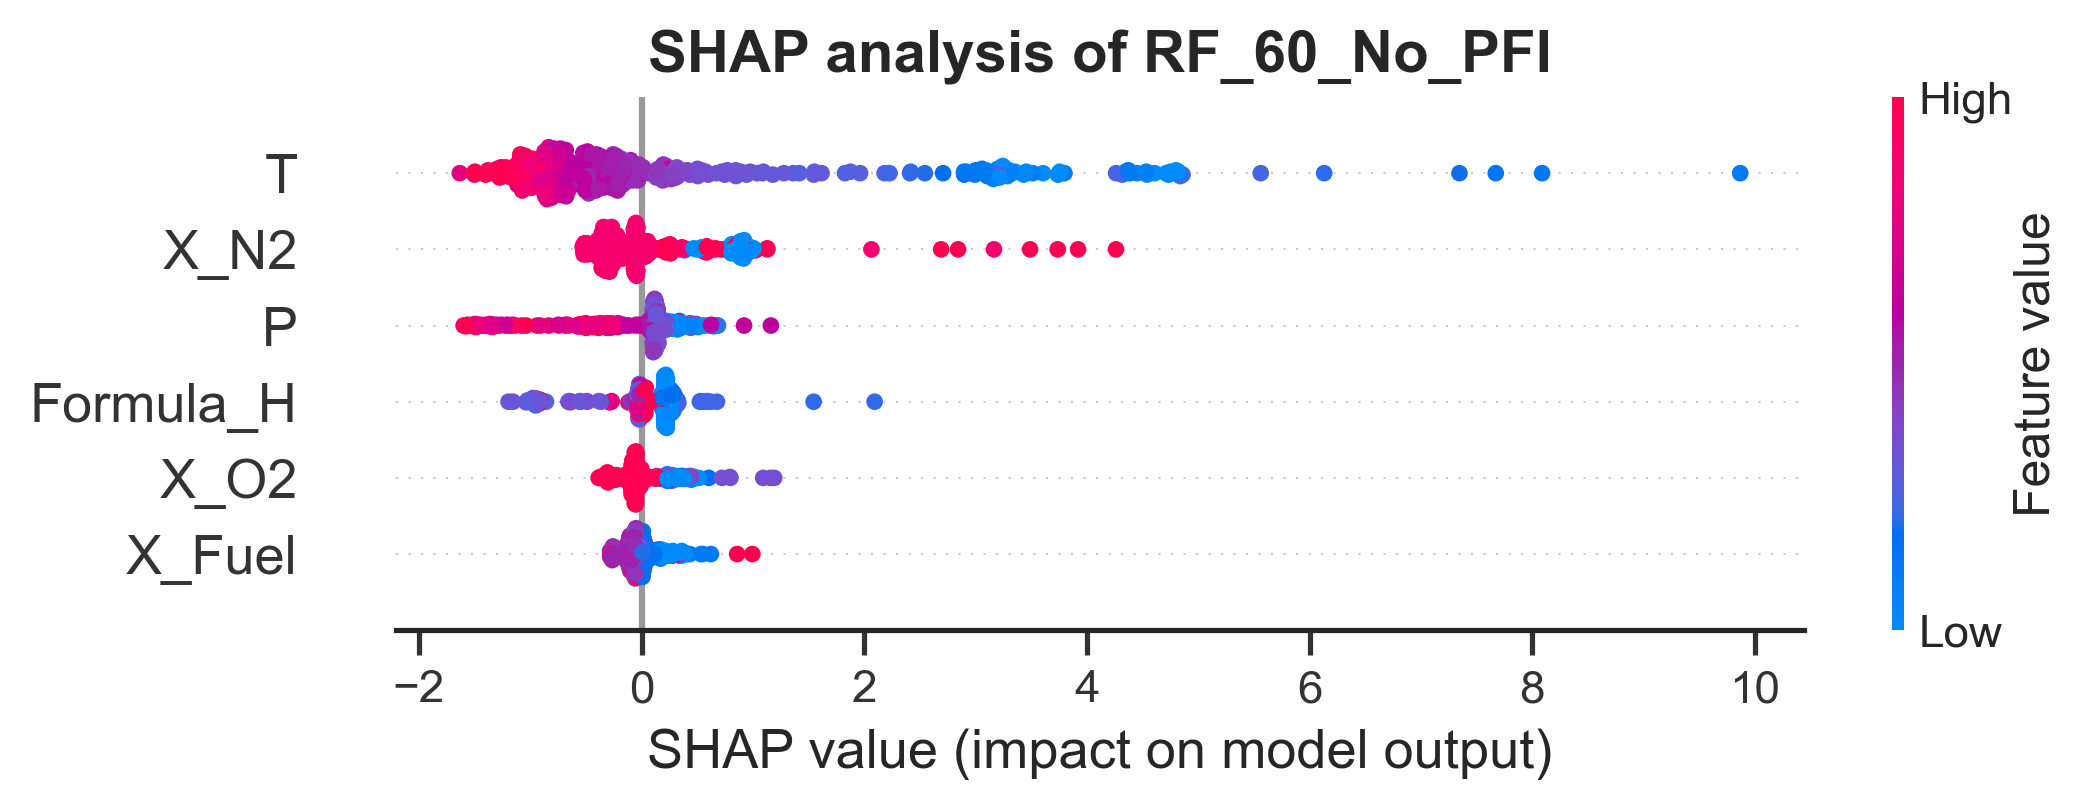 SHAP analysis of RF_60_No_PFI
High
T
X_N2
P
Formula_H
X_O2
X_Fuel
Feature value
Low
−2 0 2 4 6 8 10
SHAP value (impact on model output)